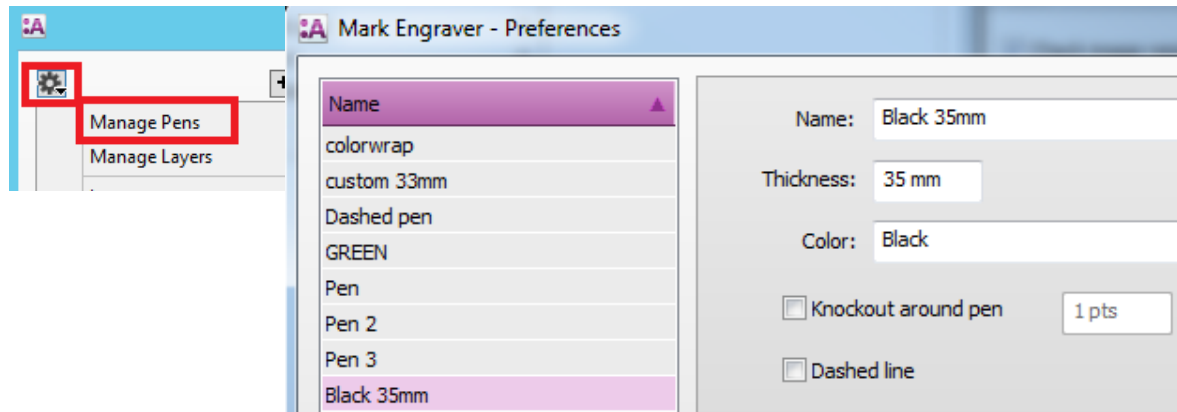 :A
Manage Pens
Manage Layers
:A Mark Engraver - Preferences
Name
colorwrap
custom 33mm
Dashed pen
GREEN
Pen
Pen 2
Pen 3
Black 35mm
Name: Black 35mm
Thickness: 35 mm
Color: Black
Knockout around pen 1 pts
Dashed line